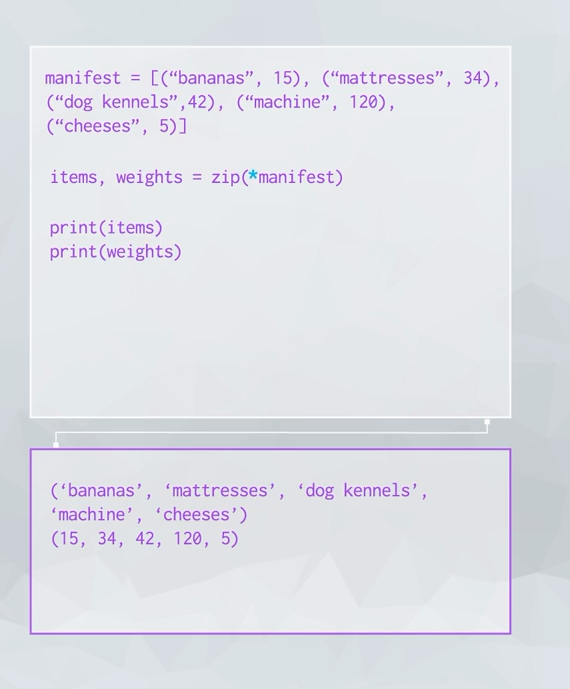 manifest = [(“bananas”, 15), (“mattresses”, 34),
(“dog kennels”,42), (“machine”, 120),
(“cheeses”, 5)]
items, weights = zip(*manifest)
print(items)
print(weights)
(‘bananas’, ‘mattresses’, ‘dog kennels’,
‘machine’, ‘cheeses’)
(15, 34, 42, 120, 5)